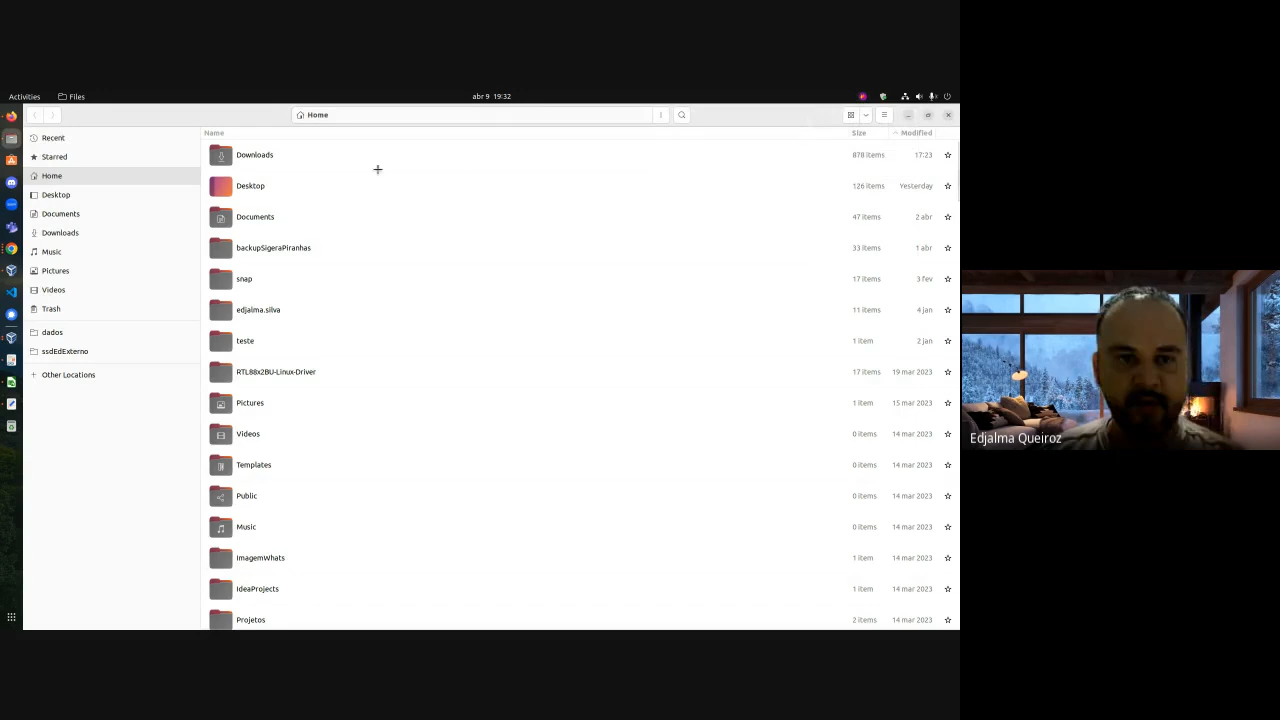 Activities Files abr 9 19:32
Home
Name Size Modified
Recent
Starred
Home
Desktop
Documents
Downloads
Music
Pictures
Videos
Trash
dados
ssdEdExterno
Other Locations
Downloads 878 items 17:23
Desktop 126 items Yesterday
Documents 47 items 2 abr
backupSigeraPiranhas 33 items 1 abr
snap 17 items 3 fev
edjalma.silva 11 items 4 jan
teste 1 item 2 jan
RTL88x2BU-Linux-Driver 17 items 19 mar 2023
Pictures 1 item 15 mar 2023
Videos 0 items 14 mar 2023
Templates 0 items 14 mar 2023
Public 0 items 14 mar 2023
Music 0 items 14 mar 2023
ImagemWhats 1 item 14 mar 2023
IdeaProjects 1 item 14 mar 2023
Projetos 2 items 14 mar 2023
Edjalma Queiroz